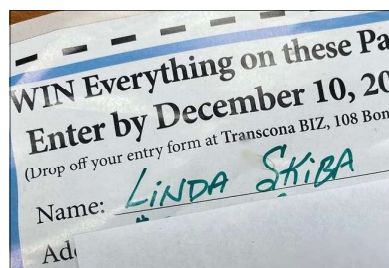 WIN Everything on these
Enter by December 10,
(Drop off your entry form at Transcona BIZ, 108
Name: LiNDA SKiBA